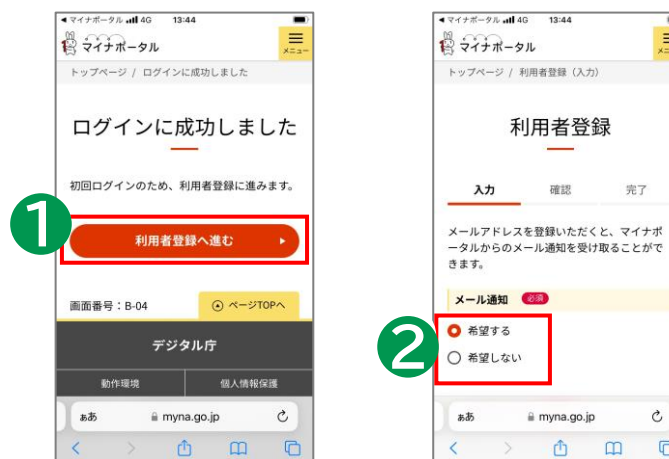 ◀ マイナポータル 4G 13:44
マイナポータル
メニュー
トップページ / ログインに成功しました
ログインに成功しました
初回ログインのため、利用者登録に進みます。
1
利用者登録へ進む
画面番号：B-04
ページTOPへ
デジタル庁
動作環境
個人情報保護
ぁあ
myna.go.jp
◀ マイナポータル 4G 13:44
マイナポータル
トップページ / 利用者登録（入力）
利用者登録
入力
確認
完了
メールアドレスを登録いただくと、マイナポ
ータルからのメール通知を受け取ることがで
きます。
メール通知 必須
2
希望する
希望しない
ぁあ
myna.go.jp